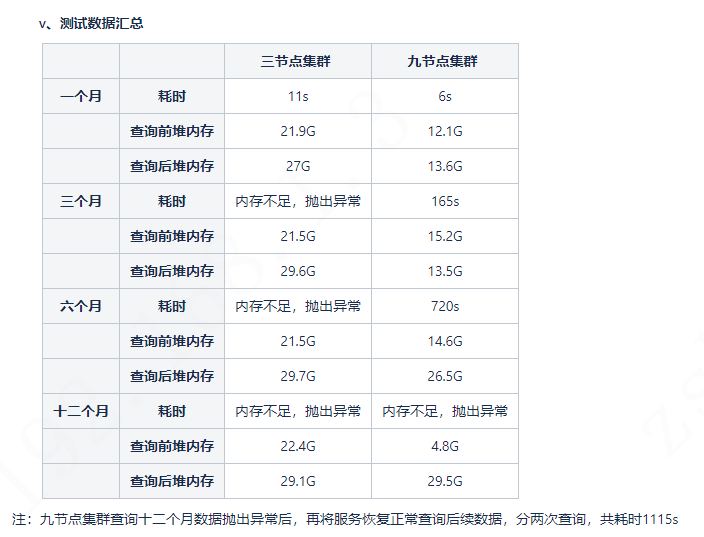 v、测试数据汇总
三节点集群 九节点集群
一个月 耗时 11s 6s
查询前堆内存 21.9G 12.1G
查询后堆内存 27G 13.6G
三个月 耗时 内存不足，抛出异常 165s
查询前堆内存 21.5G 15.2G
查询后堆内存 29.6G 13.5G
六个月 耗时 内存不足，抛出异常 720s
查询前堆内存 21.5G 14.6G
查询后堆内存 29.7G 26.5G
十二个月 耗时 内存不足，抛出异常 内存不足，抛出异常
查询前堆内存 22.4G 4.8G
查询后堆内存 29.1G 29.5G
注：九节点集群查询十二个月数据抛出异常后，再将服务恢复正常查询后续数据，分两次查询，共耗时1115s